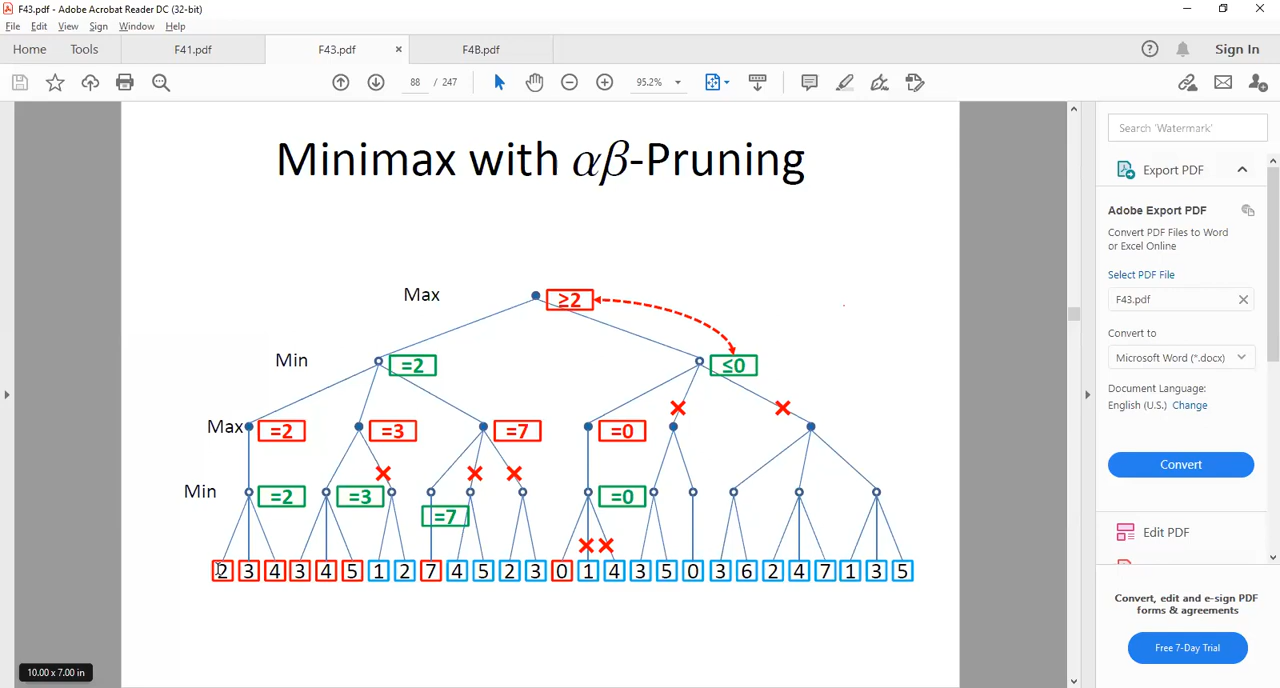 F43.pdf - Adobe Acrobat Reader DC (32-bit)
File Edit View Sign Window Help
Home Tools F41.pdf F43.pdf × F4B.pdf Sign In
88 / 247 95.2%
Minimax with αβ-Pruning
Max ≥2
Min =2 ≤0
Max =2 =3 =7 =0
Min =2 =3 =7 =0
2 3 4 3 4 5 1 2 7 4 5 2 3 0 1 4 3 5 0 3 6 2 4 7 1 3 5
10.00 x 7.00 in
Search 'Watermark'
Export PDF
Adobe Export PDF
Convert PDF Files to Word
or Excel Online
Select PDF File
F43.pdf
Convert to
Microsoft Word (*.docx)
Document Language:
English (U.S.) Change
Convert
Edit PDF
Convert, edit and e-sign PDF
forms & agreements
Free 7-Day Trial